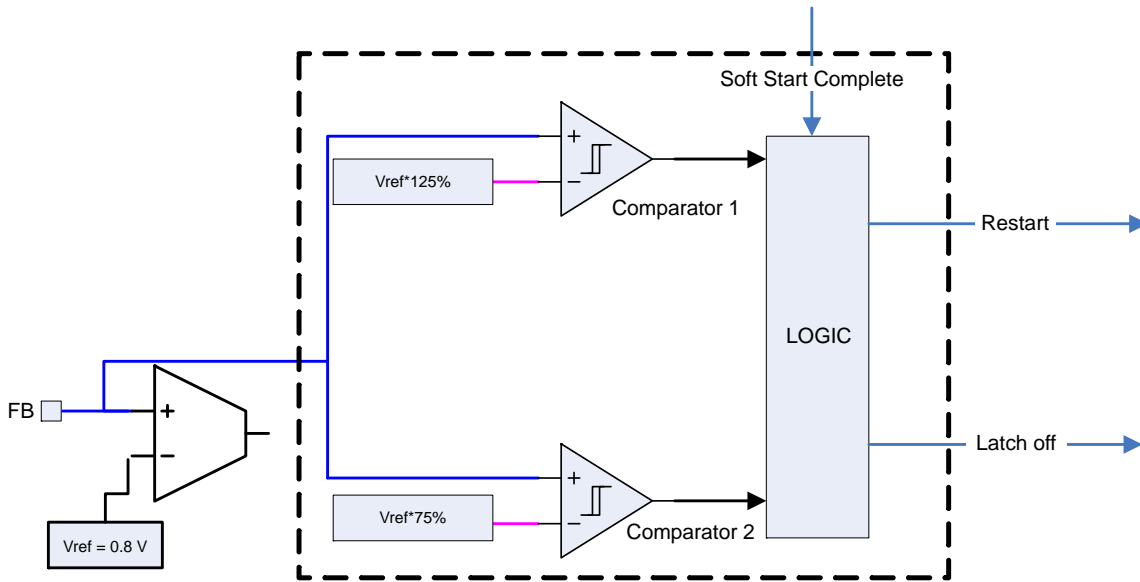 Soft Start Complete
+
Vref*125%
−
Comparator 1
Restart
LOGIC
FB
+
−
Latch off
+
Vref*75%
−
Comparator 2
Vref = 0.8 V